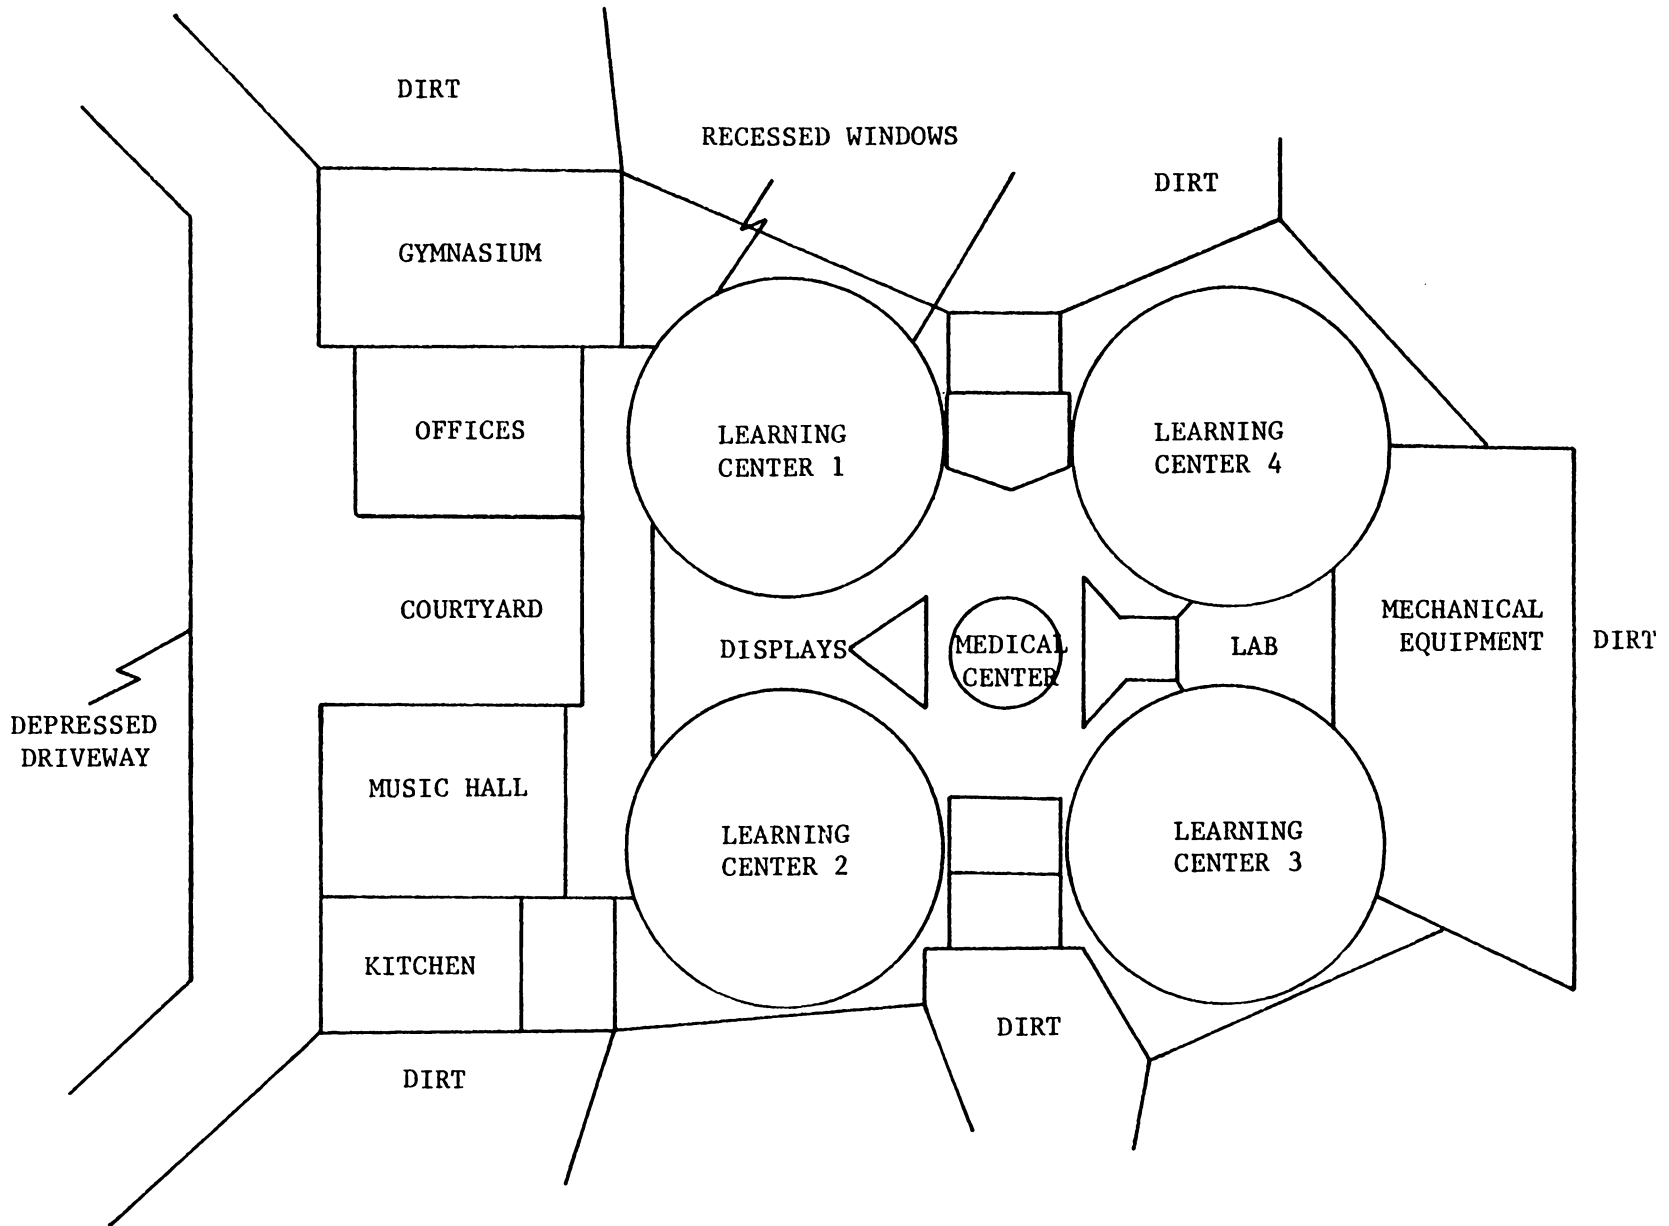 DIRT
RECESSED WINDOWS
DIRT
GYMNASIUM
OFFICES
LEARNING
CENTER 1
LEARNING
CENTER 4
COURTYARD
DISPLAYS
MEDICAL
CENTER
LAB
MECHANICAL
EQUIPMENT
DIRT
DEPRESSED
DRIVEWAY
MUSIC HALL
LEARNING
CENTER 2
LEARNING
CENTER 3
KITCHEN
DIRT
DIRT